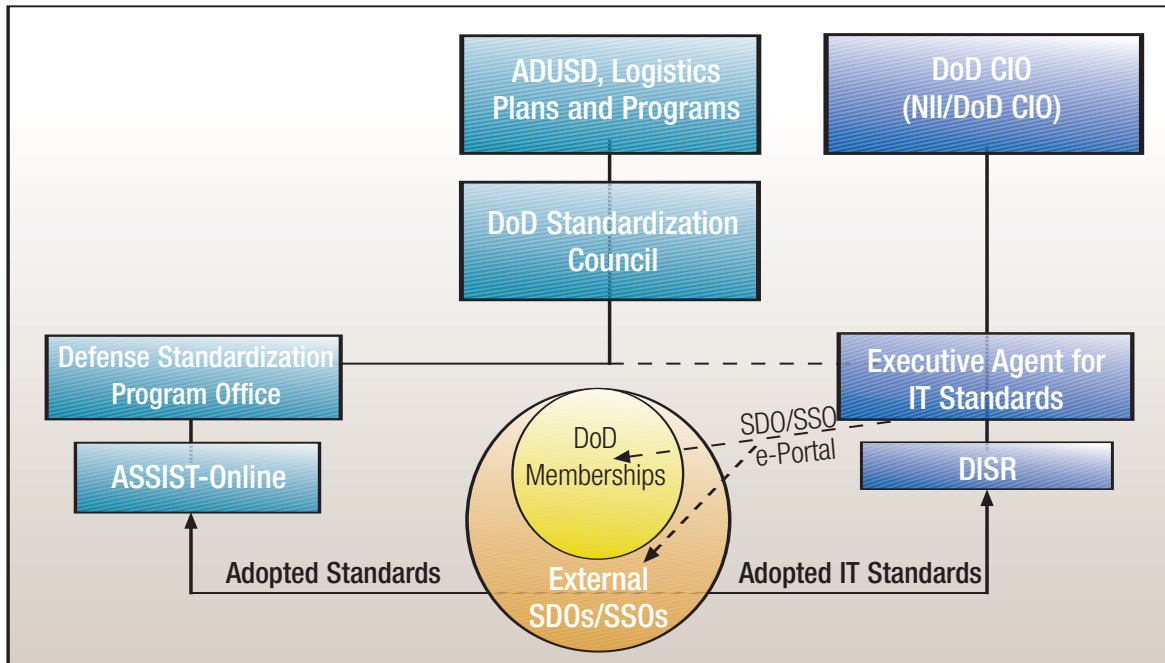 ADUSD, Logistics
Plans and Programs
DoD CIO
(NII/DoD CIO)
DoD Standardization
Council
Defense Standardization
Program Office
Executive Agent for
IT Standards
SDO/SSO
e-Portal
DoD
Memberships
ASSIST-Online
DISR
Adopted Standards
External
SDOs/SSOs
Adopted IT Standards